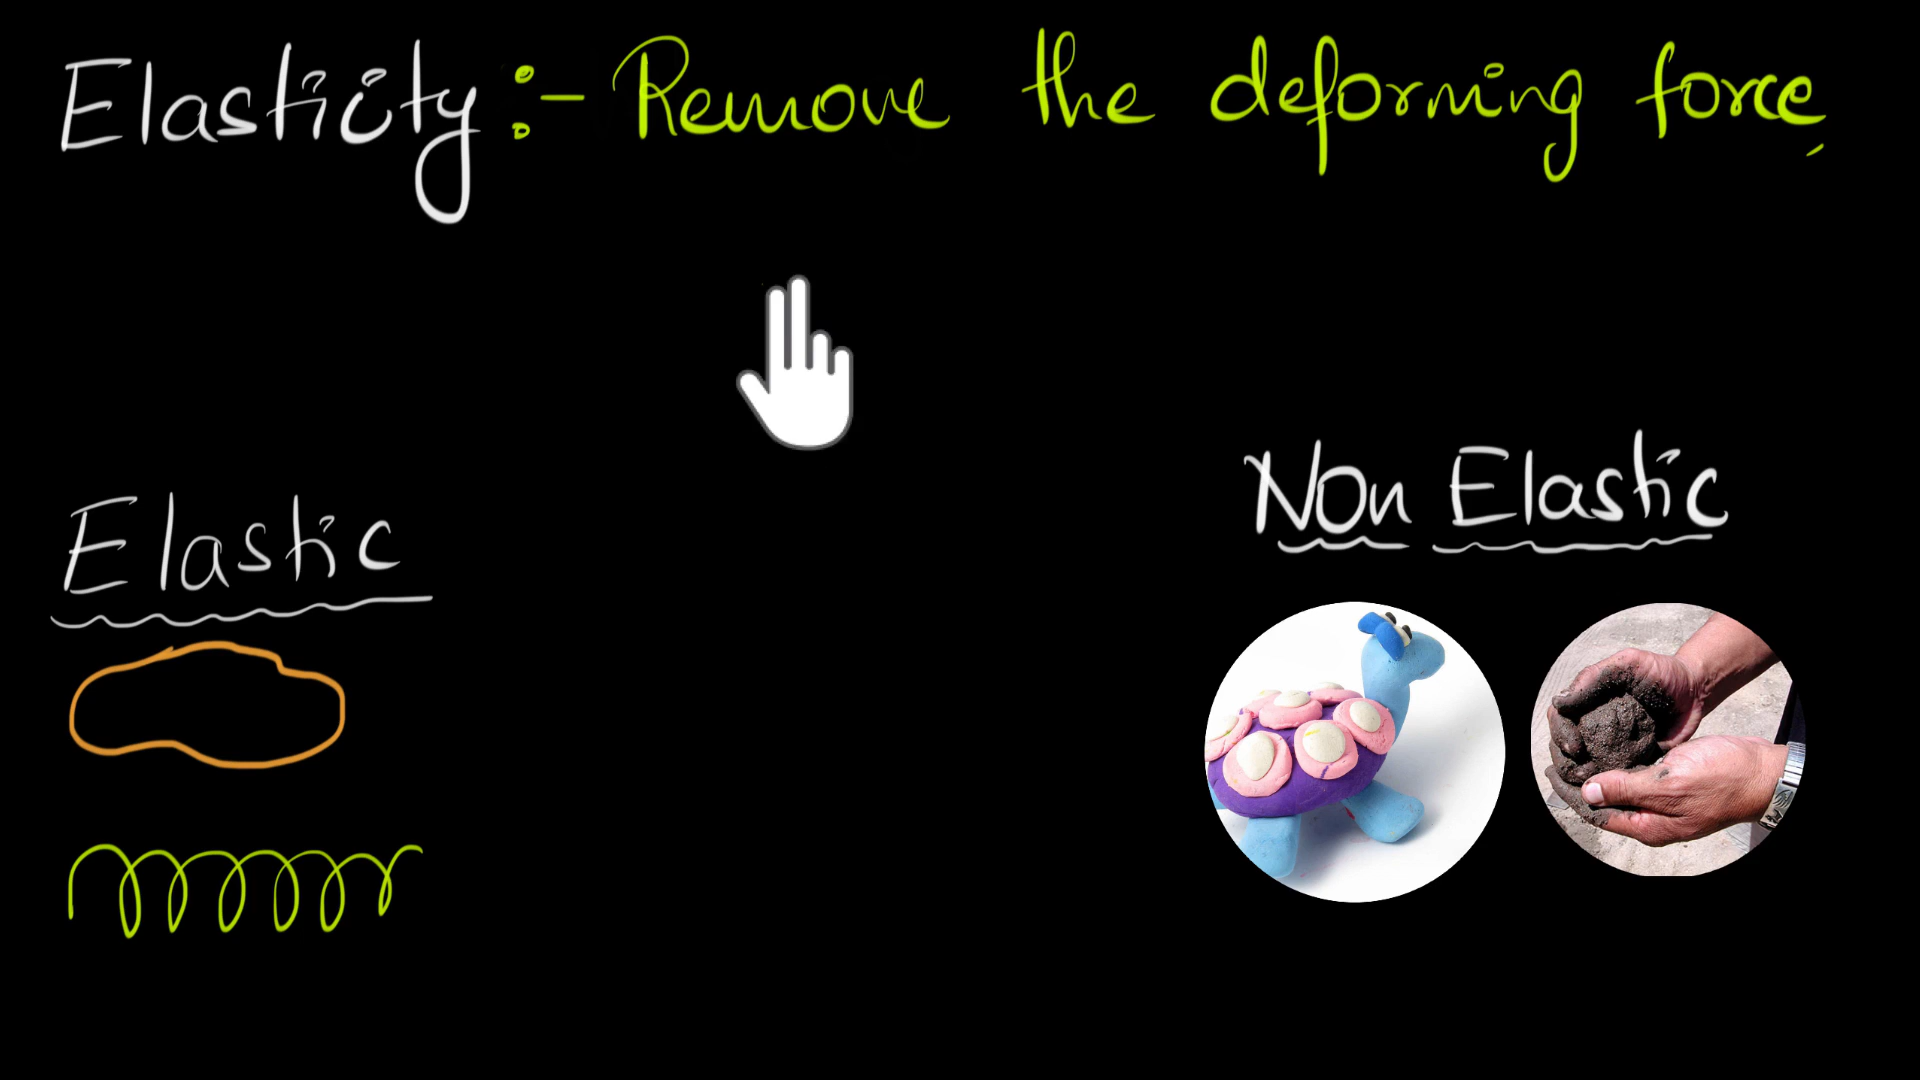 Elasticity :- Remove the deforming force,
Elastic
Non Elastic